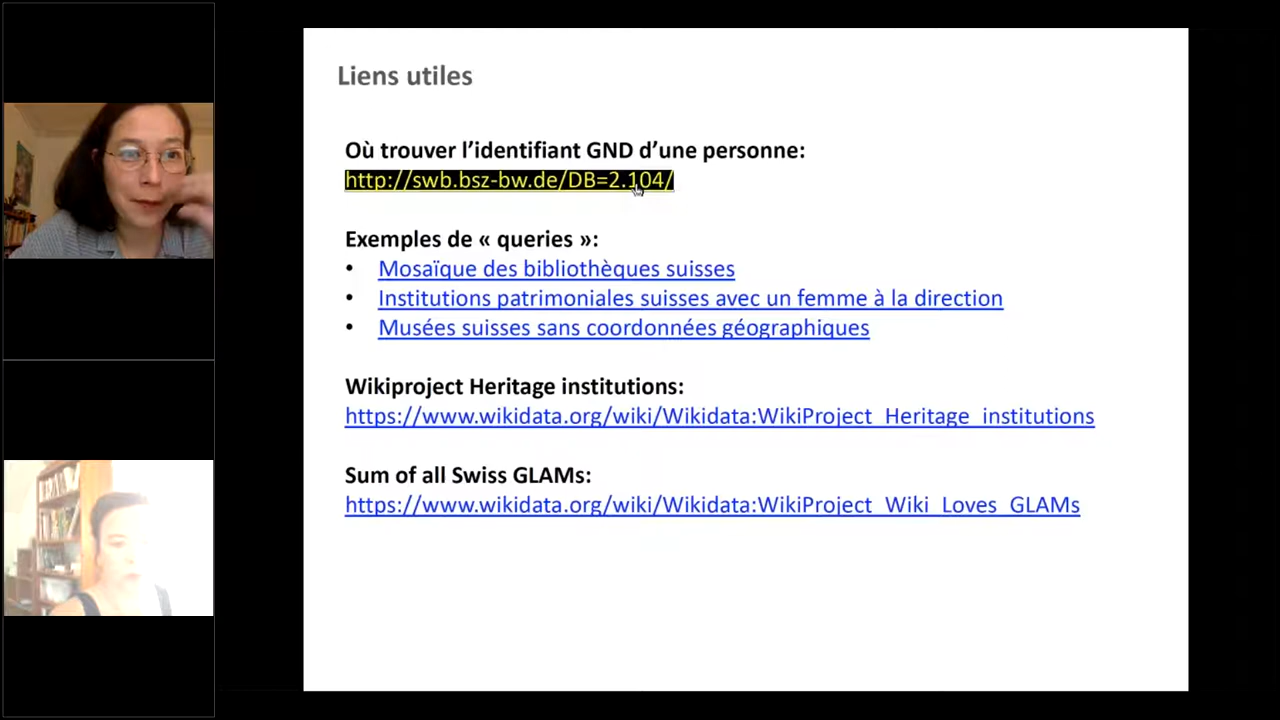 Liens utiles
Où trouver l’identifiant GND d’une personne:
http://swb.bsz-bw.de/DB=2.104/
Exemples de « queries »:
• Mosaïque des bibliothèques suisses
• Institutions patrimoniales suisses avec un femme à la direction
• Musées suisses sans coordonnées géographiques
Wikiproject Heritage institutions:
https://www.wikidata.org/wiki/Wikidata:WikiProject_Heritage_institutions
Sum of all Swiss GLAMs:
https://www.wikidata.org/wiki/Wikidata:WikiProject_Wiki_Loves_GLAMs